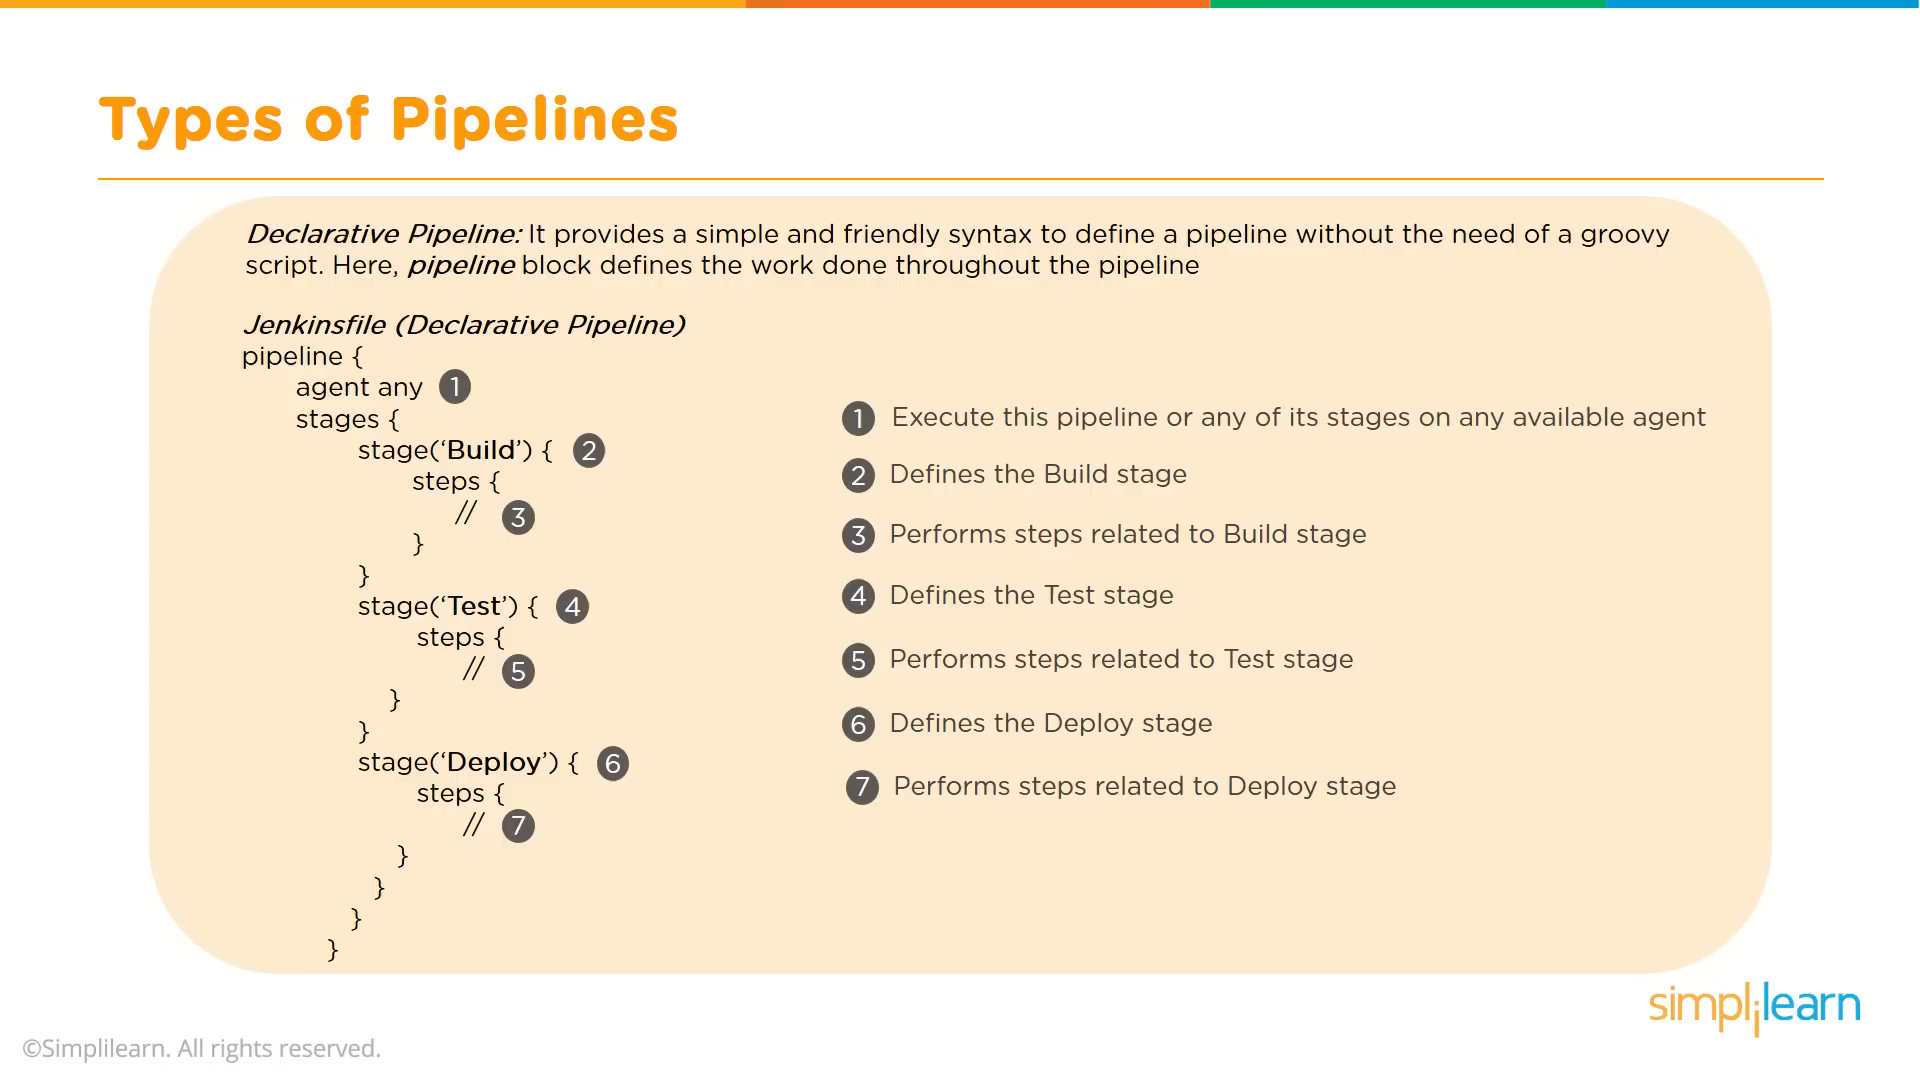 Types of Pipelines
Declarative Pipeline: It provides a simple and friendly syntax to define a pipeline without the need of a groovy
script. Here, pipeline block defines the work done throughout the pipeline
Jenkinsfile (Declarative Pipeline)
pipeline {
agent any 1
stages {
stage(‘Build’) { 2
steps {
// 3
}
}
stage(‘Test’) { 4
steps {
// 5
}
}
stage(‘Deploy’) { 6
steps {
// 7
}
}
}
}
1 Execute this pipeline or any of its stages on any available agent
2 Defines the Build stage
3 Performs steps related to Build stage
4 Defines the Test stage
5 Performs steps related to Test stage
6 Defines the Deploy stage
7 Performs steps related to Deploy stage
simplilearn
©Simplilearn. All rights reserved.